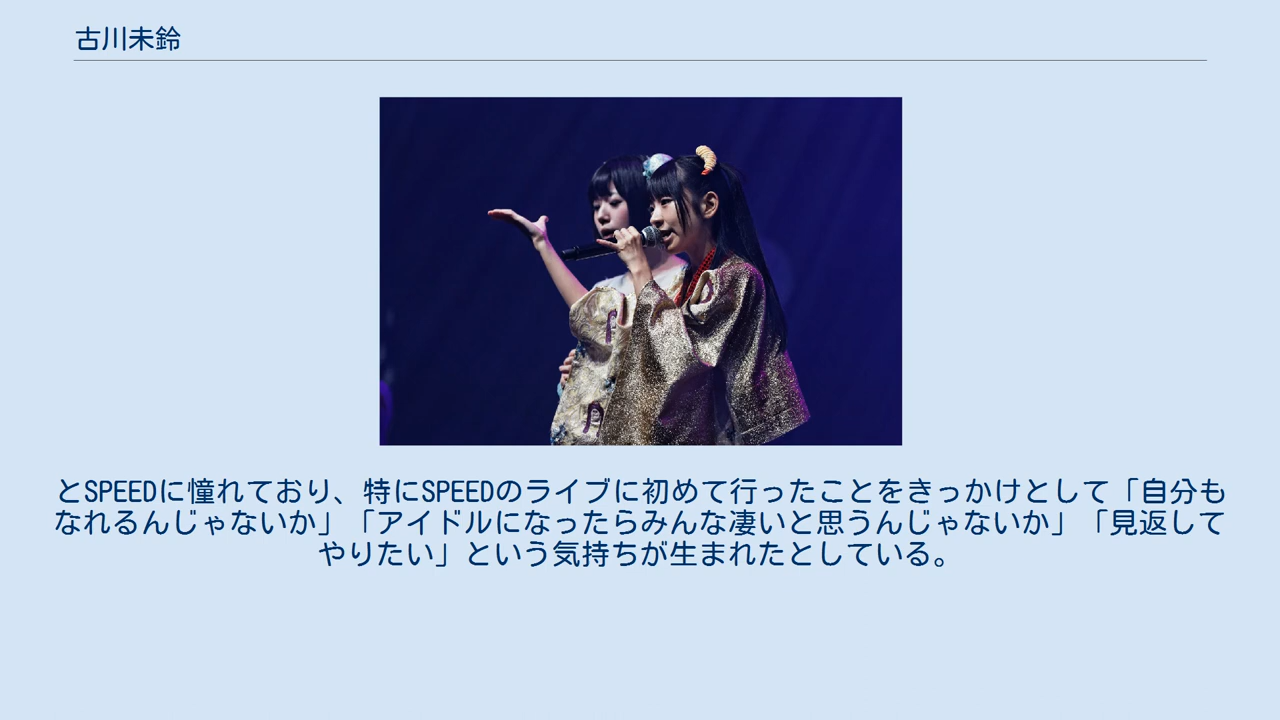 古川未鈴
とSPEEDに憧れており、特にSPEEDのライブに初めて行ったことをきっかけとして「自分も
なれるんじゃないか」「アイドルになったらみんな凄いと思うんじゃないか」「見返して
やりたい」という気持ちが生まれたとしている。